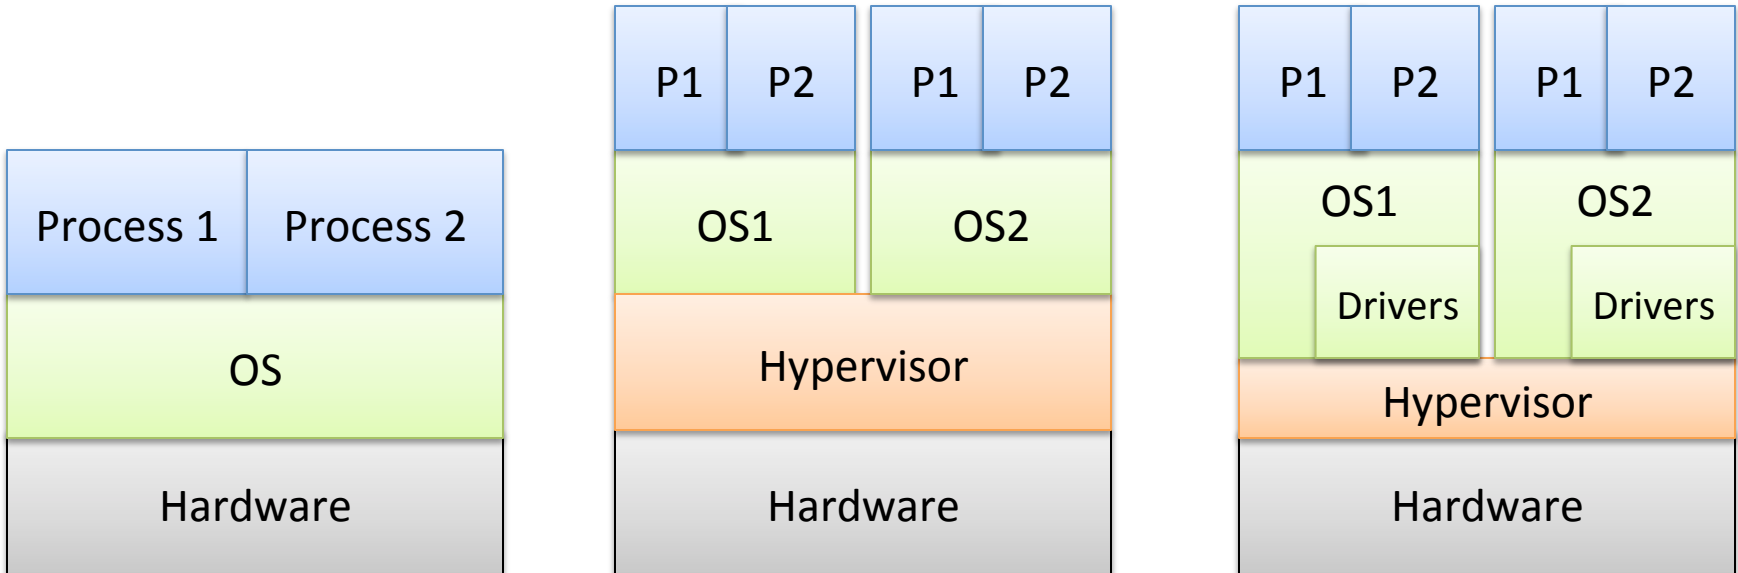 Process 1
Process 2
OS
Hardware
P1
P2
P1
P2
OS1
OS2
Hypervisor
Hardware
P1
P2
P1
P2
OS1
OS2
Drivers
Drivers
Hypervisor
Hardware